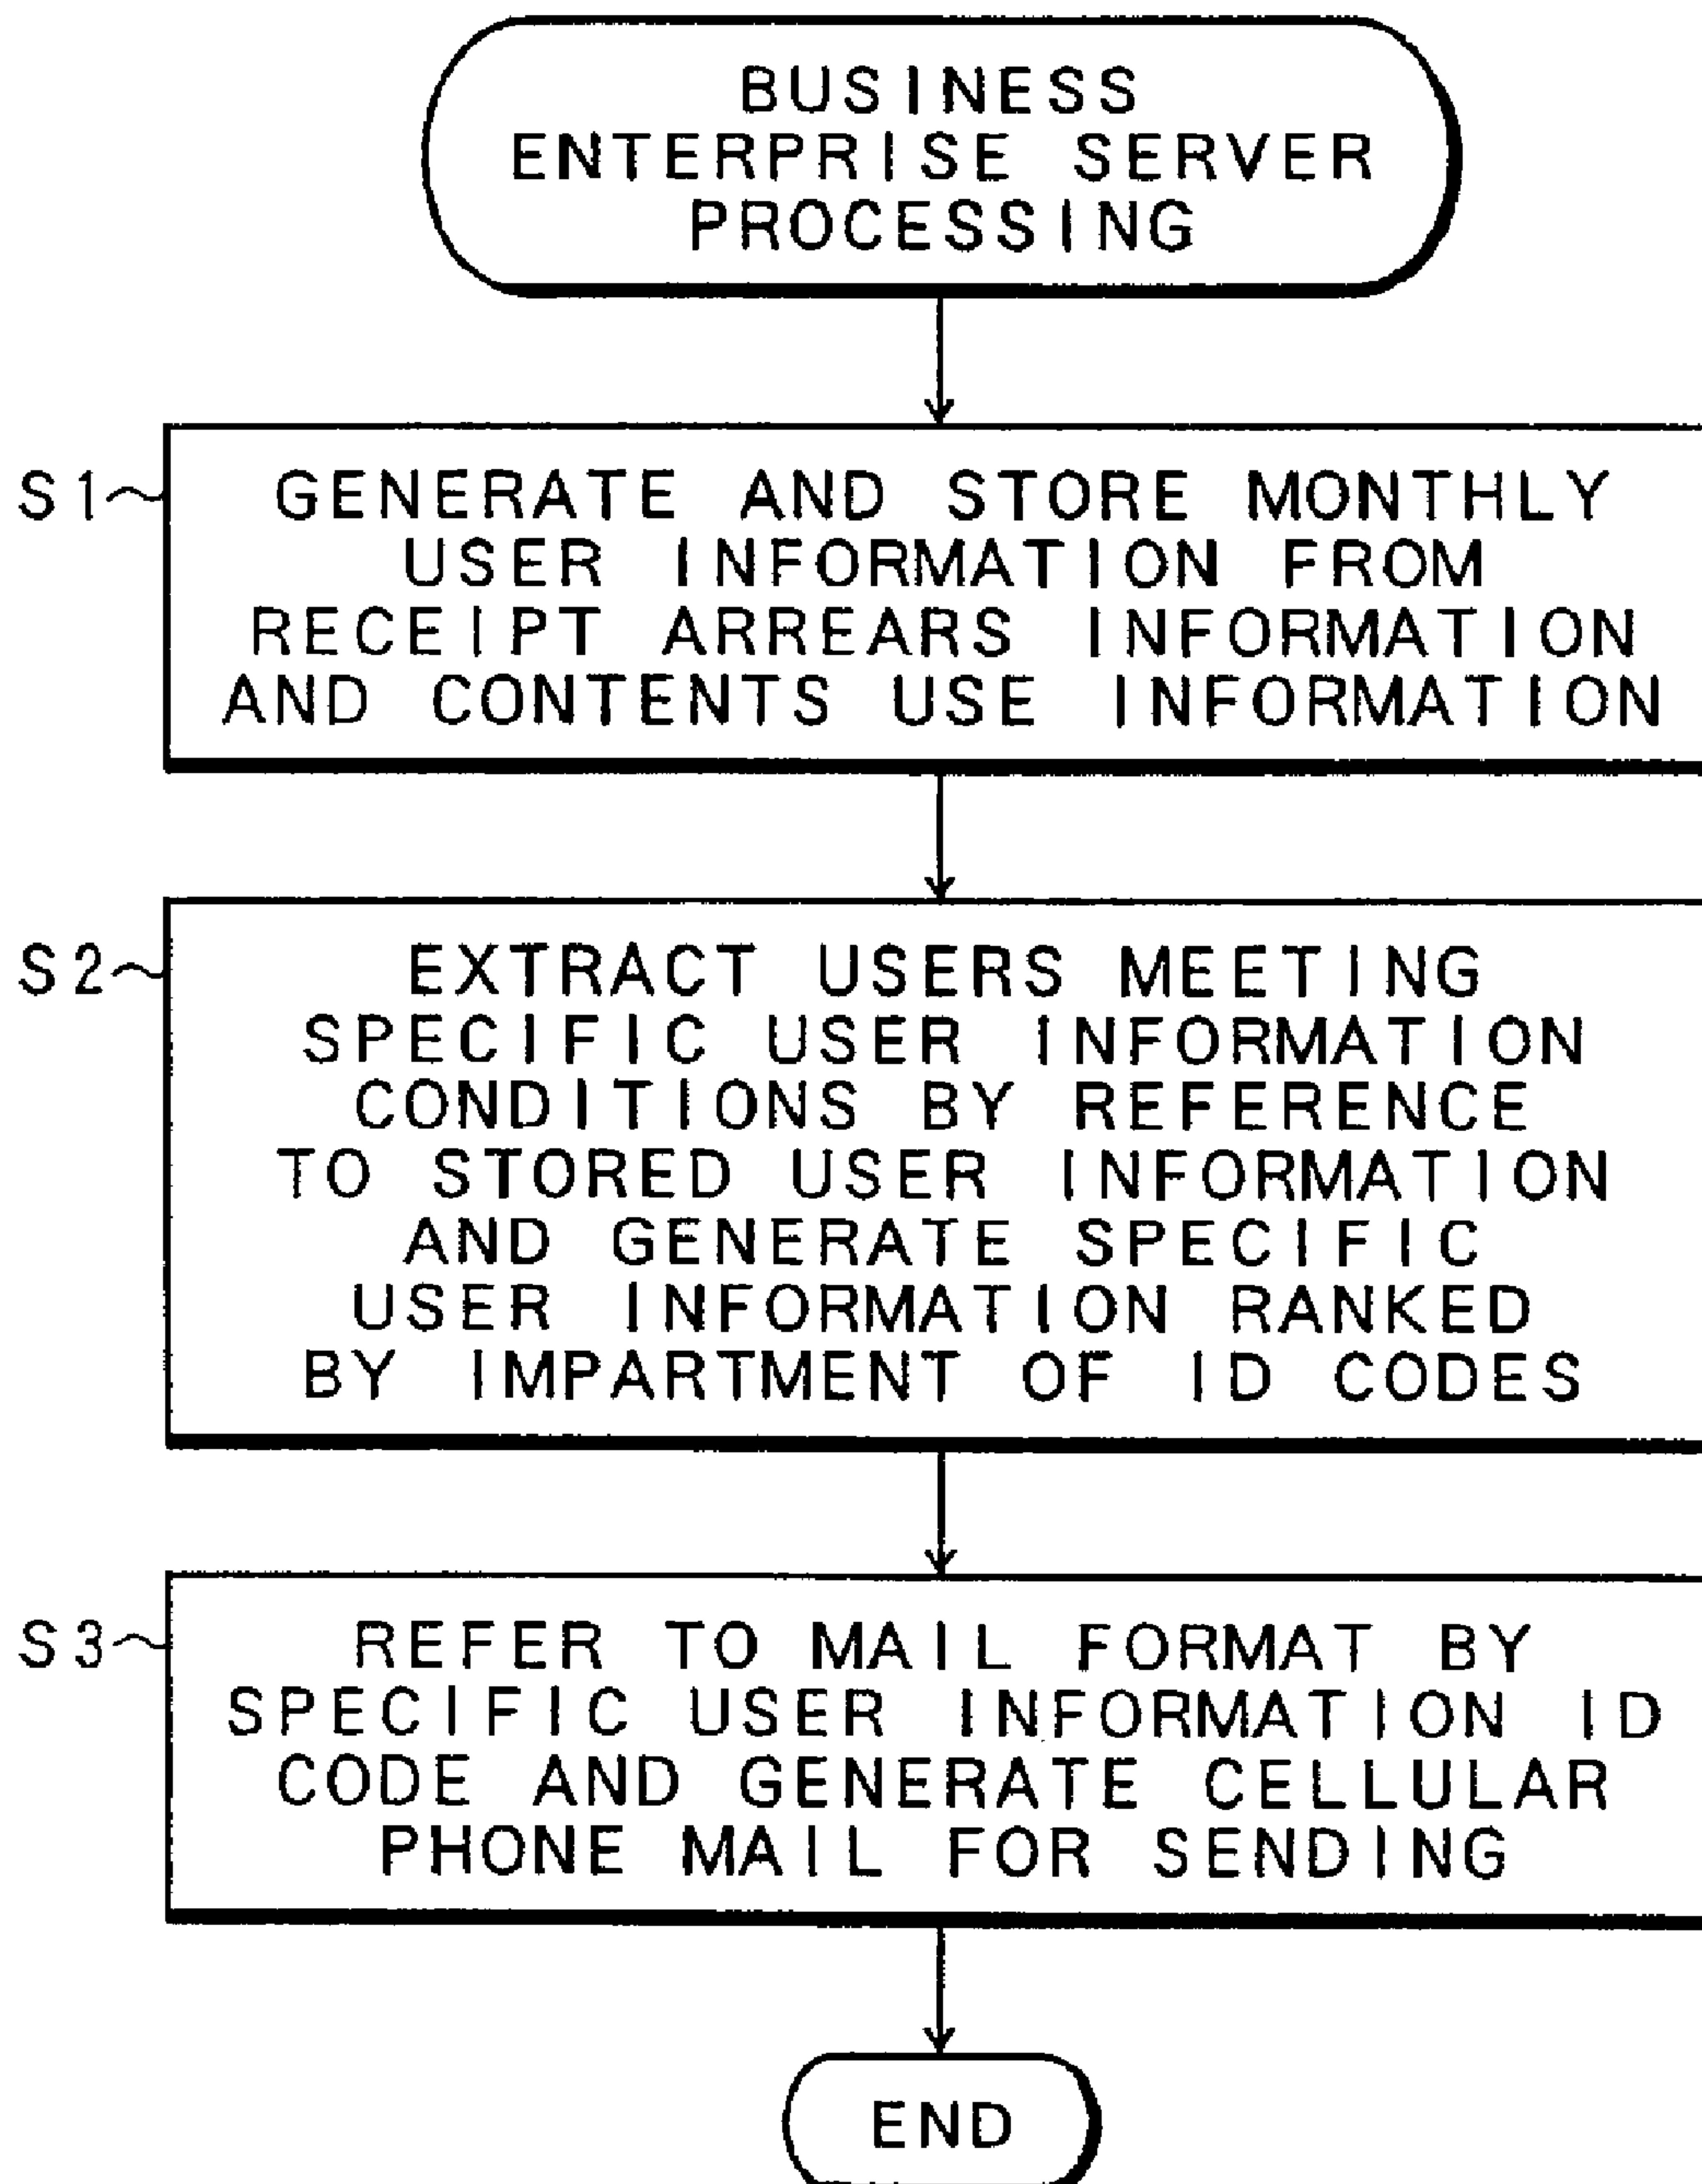 BUSINESS
ENTERPRISE SERVER
PROCESSING
S1
GENERATE AND STORE MONTHLY
USER INFORMATION FROM
RECEIPT ARREARS INFORMATION
AND CONTENTS USE INFORMATION
S2
EXTRACT USERS MEETING
SPECIFIC USER INFORMATION
CONDITIONS BY REFERENCE
TO STORED USER INFORMATION
AND GENERATE SPECIFIC
USER INFORMATION RANKED
BY IMPARTMENT OF ID CODES
S3
REFER TO MAIL FORMAT BY
SPECIFIC USER INFORMATION ID
CODE AND GENERATE CELLULAR
PHONE MAIL FOR SENDING
END